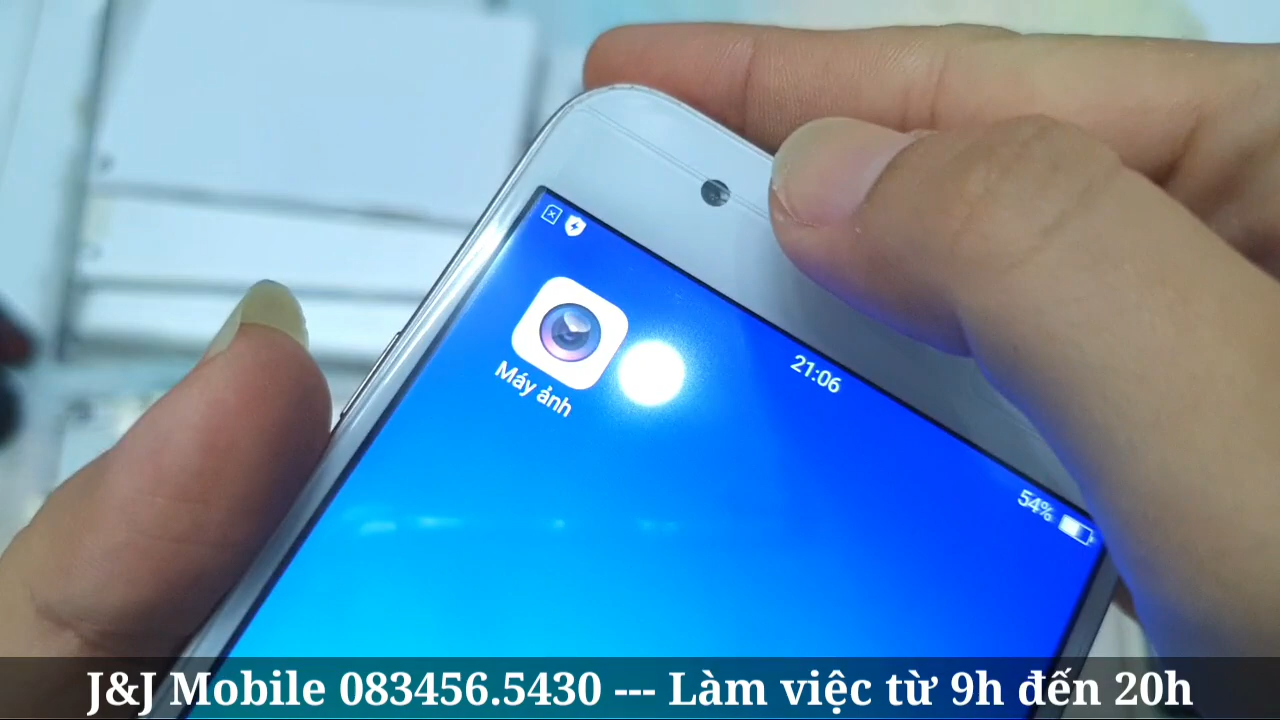 Máy ảnh
21:06
54%
J&J Mobile 083456.5430 --- Làm việc từ 9h đến 20h